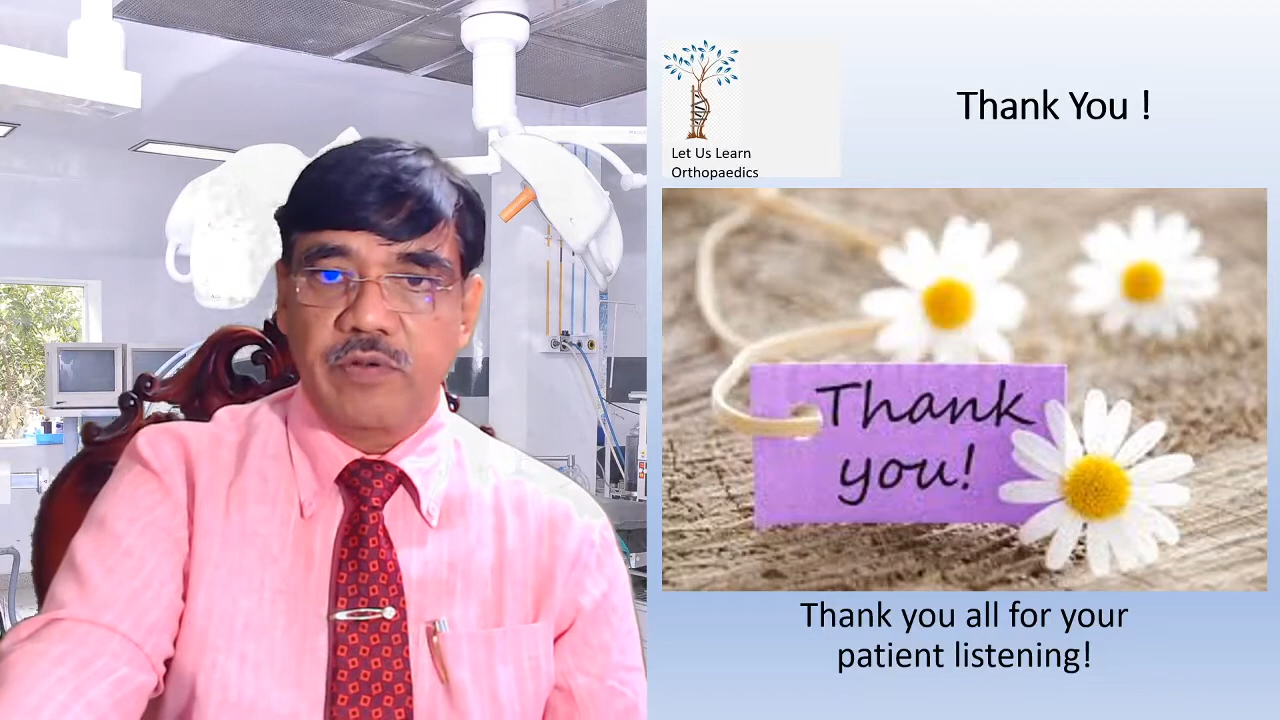 Thank You !
Let Us Learn
Orthopaedics
Thank
you!
Thank you all for your
patient listening!